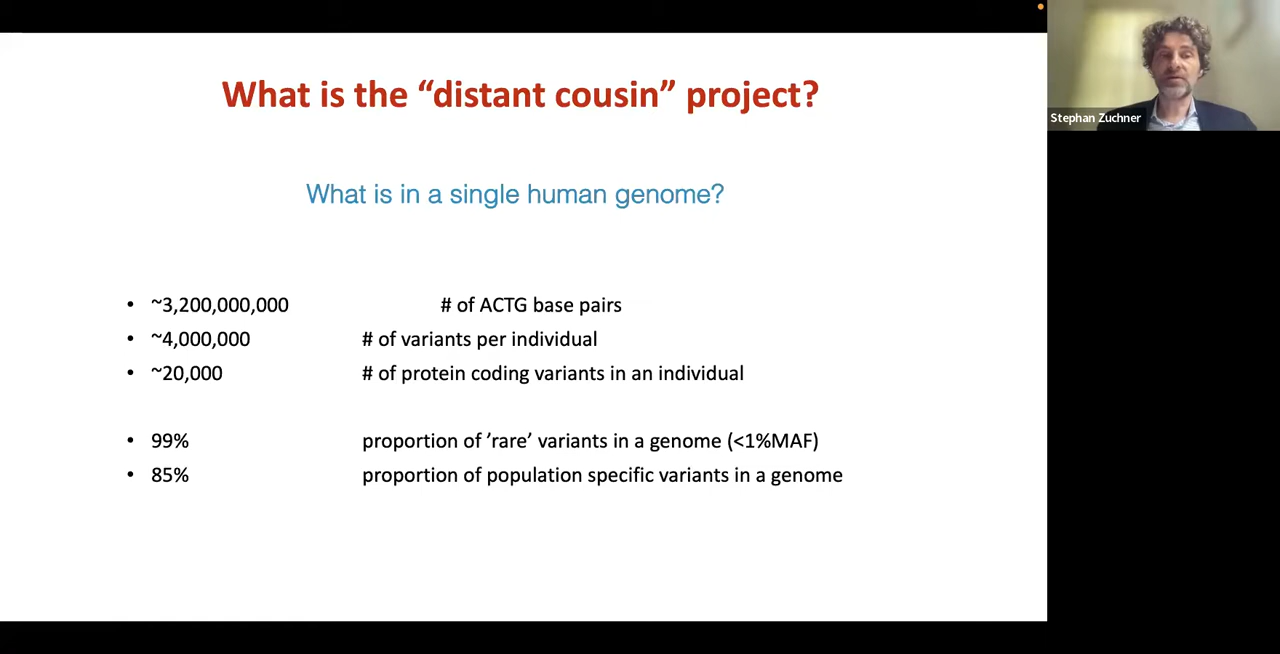 What is the “distant cousin” project?
Stephan Zuchner
What is in a single human genome?
• ~3,200,000,000 # of ACTG base pairs
• ~4,000,000 # of variants per individual
• ~20,000 # of protein coding variants in an individual
• 99% proportion of ’rare’ variants in a genome (<1%MAF)
• 85% proportion of population specific variants in a genome